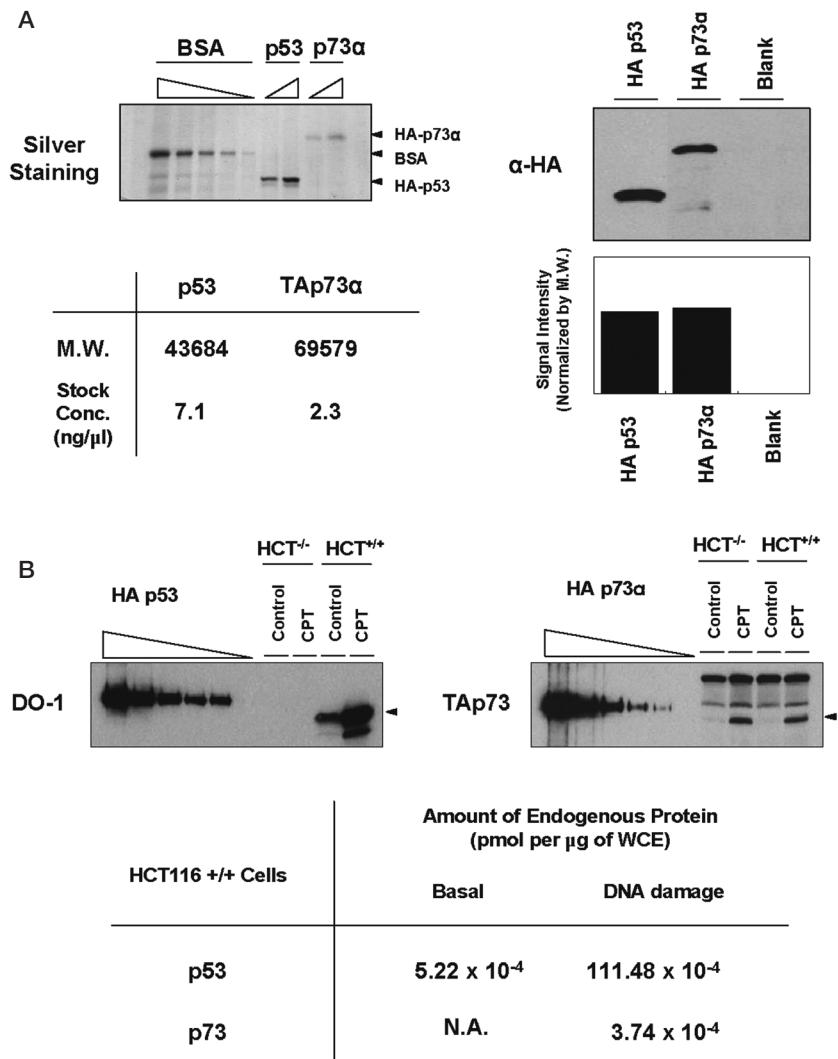 A
BSA p53 p73α
Silver
Staining
HA-p73α
BSA
HA-p53
p53 TAp73α
M.W. 43684 69579
Stock
Conc.
(ng/µl)
7.1 2.3
HA p53
HA p73α
Blank
α-HA
Signal Intensity
(Normalized by M.W.)
HA p53
HA p73α
Blank
B
HA p53
HCT-/- HCT+/+
Control
CPT
Control
CPT
DO-1
HA p73α
HCT-/- HCT+/+
Control
CPT
Control
CPT
TAp73
Amount of Endogenous Protein
(pmol per µg of WCE)
HCT116 +/+ Cells
Basal DNA damage
p53 5.22 x 10-4 111.48 x 10-4
p73 N.A. 3.74 x 10-4